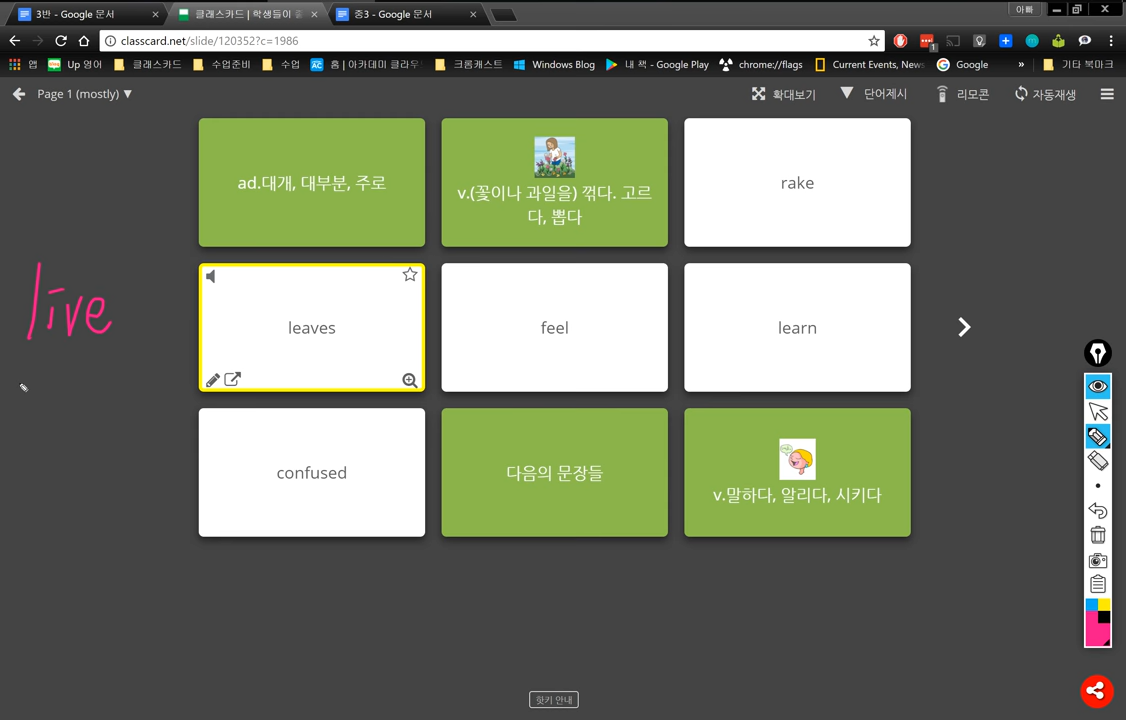 3반 - Google 문서
클래스카드 | 학생들이 좋
중3 - Google 문서
아빠
classcard.net/slide/120352?c=1986
1
앱
Up 영어
클래스카드
수업준비
수업
홈 | 아카데미 클라우
크롬캐스트
Windows Blog
내 책 - Google Play
chrome://flags
Current Events, News
Google
»
기타 북마크
Page 1 (mostly) ▼
확대보기
단어제시
리모콘
자동재생
ad.대개, 대부분, 주로
v.(꽃이나 과일을) 꺾다. 고르
다, 뽑다
rake
live
leaves
feel
learn
confused
다음의 문장들
v.말하다, 알리다, 시키다
핫키 안내